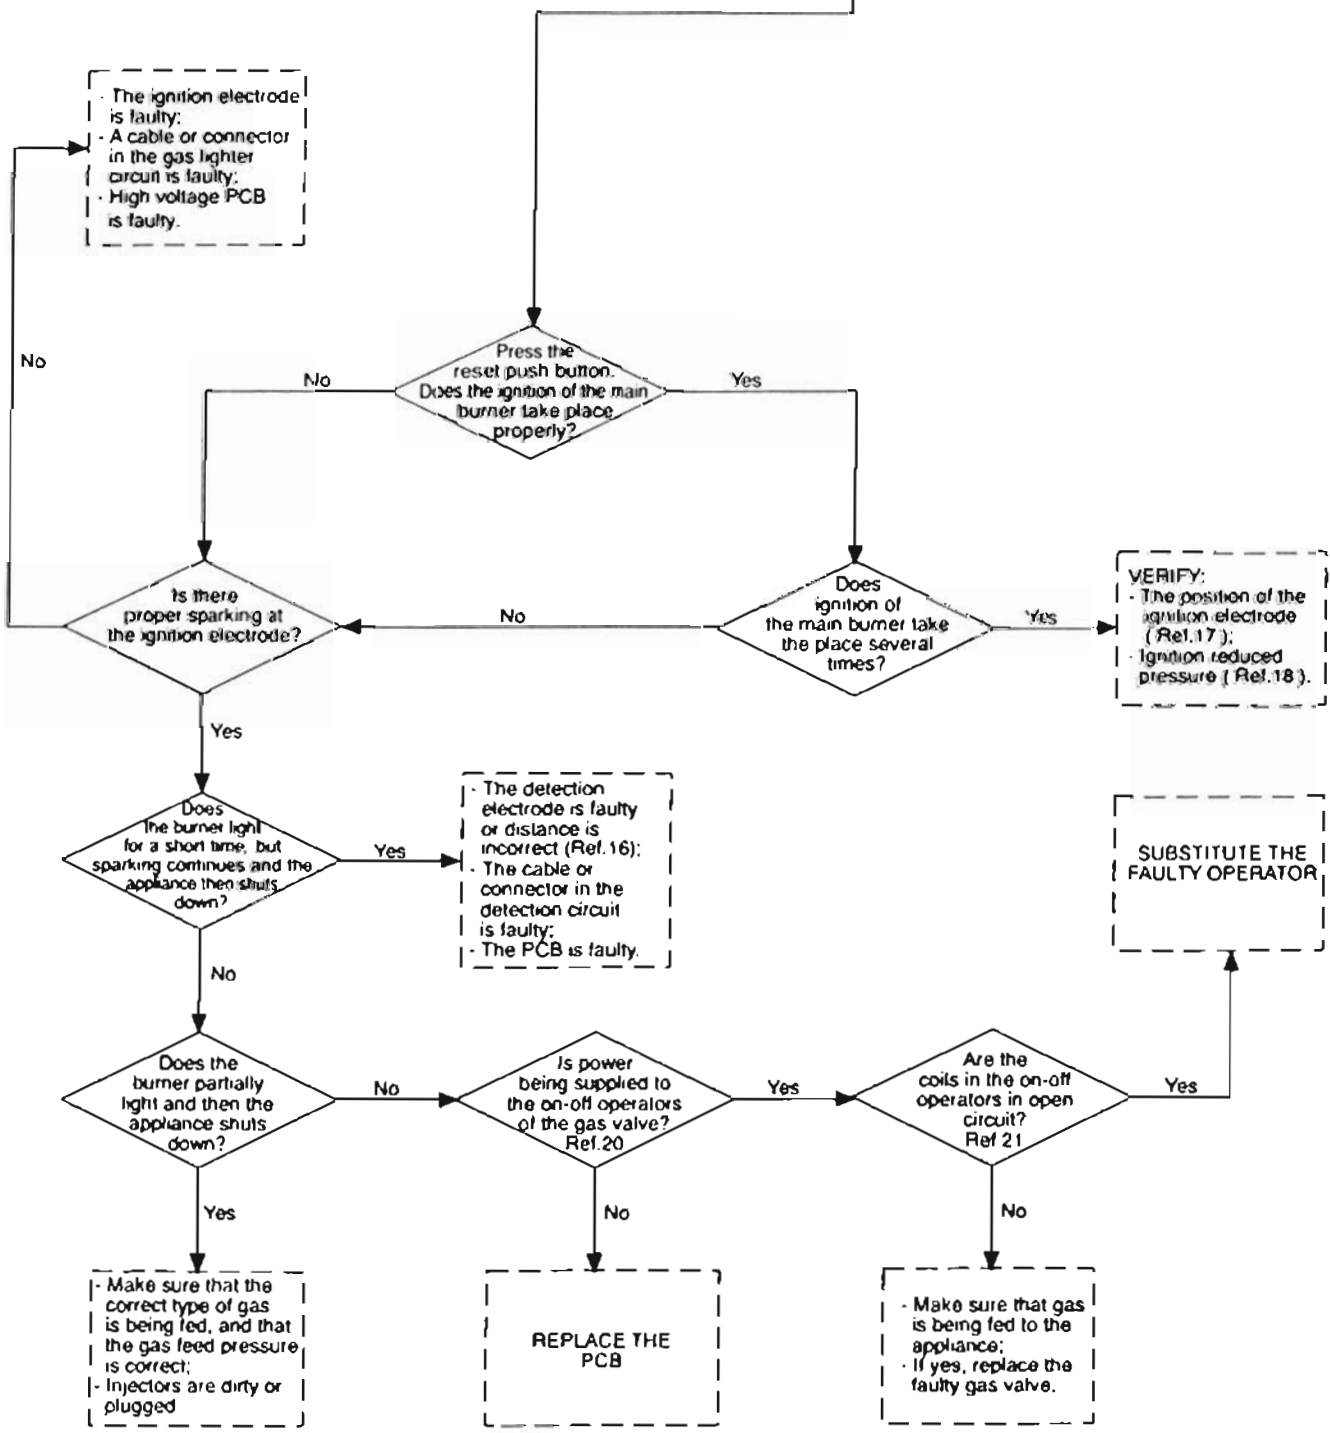 - The ignition electrode
is faulty;
- A cable or connector
in the gas lighter
circuit is faulty;
- High voltage PCB
is faulty.
No
Press the
reset push button.
Does the ignition of the main
burner take place
properly?
No
Yes
Is there
proper sparking at
the ignition electrode?
No
Does
ignition of
the main burner take
the place several
times?
Yes
VERIFY:
- The position of the
ignition electrode
( Ref.17 );
- Ignition reduced
pressure ( Ref.18 ).
Yes
Does
the burner light
for a short time, but
sparking continues and the
appliance then shuts
down?
Yes
- The detection
electrode is faulty
or distance is
incorrect (Ref.16);
- The cable or
connector in the
detection circuit
is faulty;
- The PCB is faulty.
SUBSTITUTE THE
FAULTY OPERATOR
No
Does the
burner partially
light and then the
appliance shuts
down?
No
Is power
being supplied to
the on-off operators
of the gas valve?
Ref.20
Yes
Are the
coils in the on-off
operators in open
circuit?
Ref 21
Yes
Yes
No
No
- Make sure that the
correct type of gas
is being fed, and that
the gas feed pressure
is correct;
- Injectors are dirty or
plugged
REPLACE THE
PCB
- Make sure that gas
is being fed to the
appliance;
- If yes, replace the
faulty gas valve.